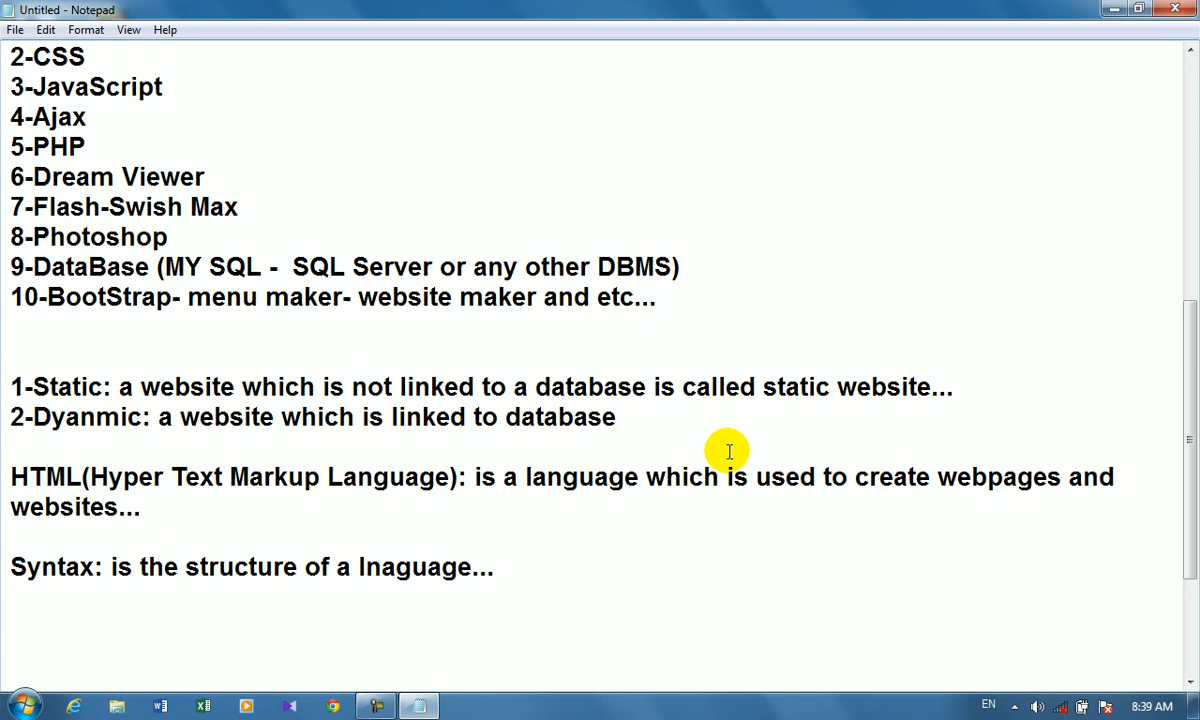 Untitled - Notepad
File Edit Format View Help
2-CSS
3-JavaScript
4-Ajax
5-PHP
6-Dream Viewer
7-Flash-Swish Max
8-Photoshop
9-DataBase (MY SQL -  SQL Server or any other DBMS)
10-BootStrap- menu maker- website maker and etc...
1-Static: a website which is not linked to a database is called static website...
2-Dyanmic: a website which is linked to database
HTML(Hyper Text Markup Language): is a language which is used to create webpages and
websites...
Syntax: is the structure of a lnaguage...
EN 8:39 AM